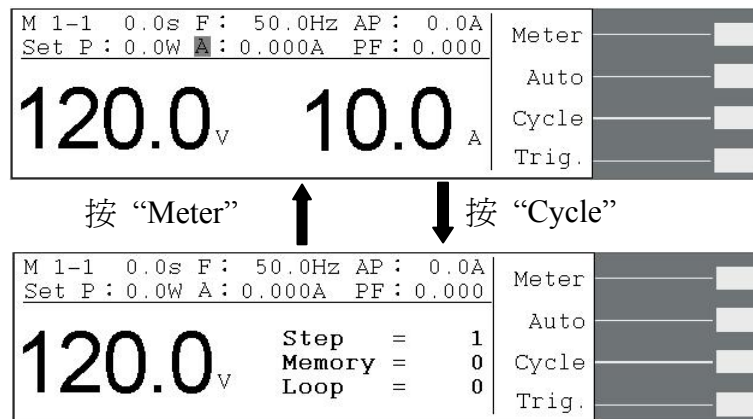 M 1-1 0.0s F： 50.0Hz AP： 0.0A
Set P：0.0W A：0.000A PF：0.000
120.0 V 10.0 A
Meter
Auto
Cycle
Trig.
按 “Meter” 按 “Cycle”
M 1-1 0.0s F： 50.0Hz AP： 0.0A
Set P：0.0W A：0.000A PF：0.000
120.0 V
Step = 1
Memory = 0
Loop = 0
Meter
Auto
Cycle
Trig.